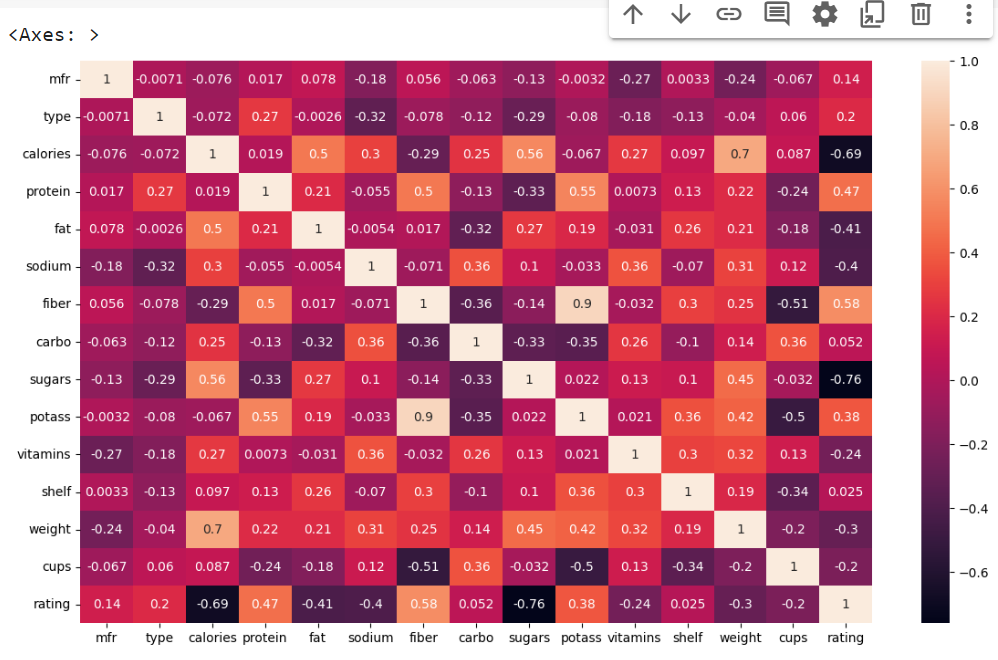 <Axes: >
mfr 1 -0.0071 -0.076 0.017 0.078 -0.18 0.056 -0.063 -0.13 -0.0032 -0.27 0.0033 -0.24 -0.067 0.14
type -0.0071 1 -0.072 0.27 -0.0026 -0.32 -0.078 -0.12 -0.29 -0.08 -0.18 -0.13 -0.04 0.06 0.2
calories -0.076 -0.072 1 0.019 0.5 0.3 -0.29 0.25 0.56 -0.067 0.27 0.097 0.7 0.087 -0.69
protein 0.017 0.27 0.019 1 0.21 -0.055 0.5 -0.13 -0.33 0.55 0.0073 0.13 0.22 -0.24 0.47
fat 0.078 -0.0026 0.5 0.21 1 -0.0054 0.017 -0.32 0.27 0.19 -0.031 0.26 0.21 -0.18 -0.41
sodium -0.18 -0.32 0.3 -0.055 -0.0054 1 -0.071 0.36 0.1 -0.033 0.36 -0.07 0.31 0.12 -0.4
fiber 0.056 -0.078 -0.29 0.5 0.017 -0.071 1 -0.36 -0.14 0.9 -0.032 0.3 0.25 -0.51 0.58
carbo -0.063 -0.12 0.25 -0.13 -0.32 0.36 -0.36 1 -0.33 -0.35 0.26 -0.1 0.14 0.36 0.052
sugars -0.13 -0.29 0.56 -0.33 0.27 0.1 -0.14 -0.33 1 0.022 0.13 0.1 0.45 -0.032 -0.76
potass -0.0032 -0.08 -0.067 0.55 0.19 -0.033 0.9 -0.35 0.022 1 0.021 0.36 0.42 -0.5 0.38
vitamins -0.27 -0.18 0.27 0.0073 -0.031 0.36 -0.032 0.26 0.13 0.021 1 0.3 0.32 0.13 -0.24
shelf 0.0033 -0.13 0.097 0.13 0.26 -0.07 0.3 -0.1 0.1 0.36 0.3 1 0.19 -0.34 0.025
weight -0.24 -0.04 0.7 0.22 0.21 0.31 0.25 0.14 0.45 0.42 0.32 0.19 1 -0.2 -0.3
cups -0.067 0.06 0.087 -0.24 -0.18 0.12 -0.51 0.36 -0.032 -0.5 0.13 -0.34 -0.2 1 -0.2
rating 0.14 0.2 -0.69 0.47 -0.41 -0.4 0.58 0.052 -0.76 0.38 -0.24 0.025 -0.3 -0.2 1
mfr type calories protein fat sodium fiber carbo sugars potass vitamins shelf weight cups rating
1.0
0.8
0.6
0.4
0.2
0.0
−0.2
−0.4
−0.6